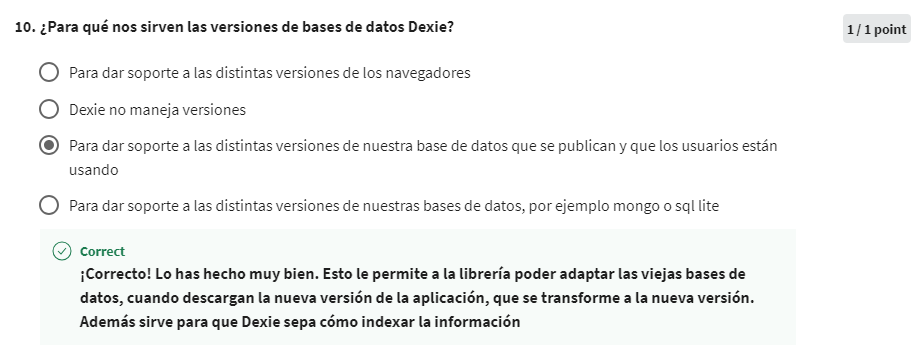 10. ¿Para qué nos sirven las versiones de bases de datos Dexie?
1 / 1 point
Para dar soporte a las distintas versiones de los navegadores
Dexie no maneja versiones
Para dar soporte a las distintas versiones de nuestra base de datos que se publican y que los usuarios están
usando
Para dar soporte a las distintas versiones de nuestras bases de datos, por ejemplo mongo o sql lite
Correct
¡Correcto! Lo has hecho muy bien. Esto le permite a la librería poder adaptar las viejas bases de
datos, cuando descargan la nueva versión de la aplicación, que se transforme a la nueva versión.
Además sirve para que Dexie sepa cómo indexar la información